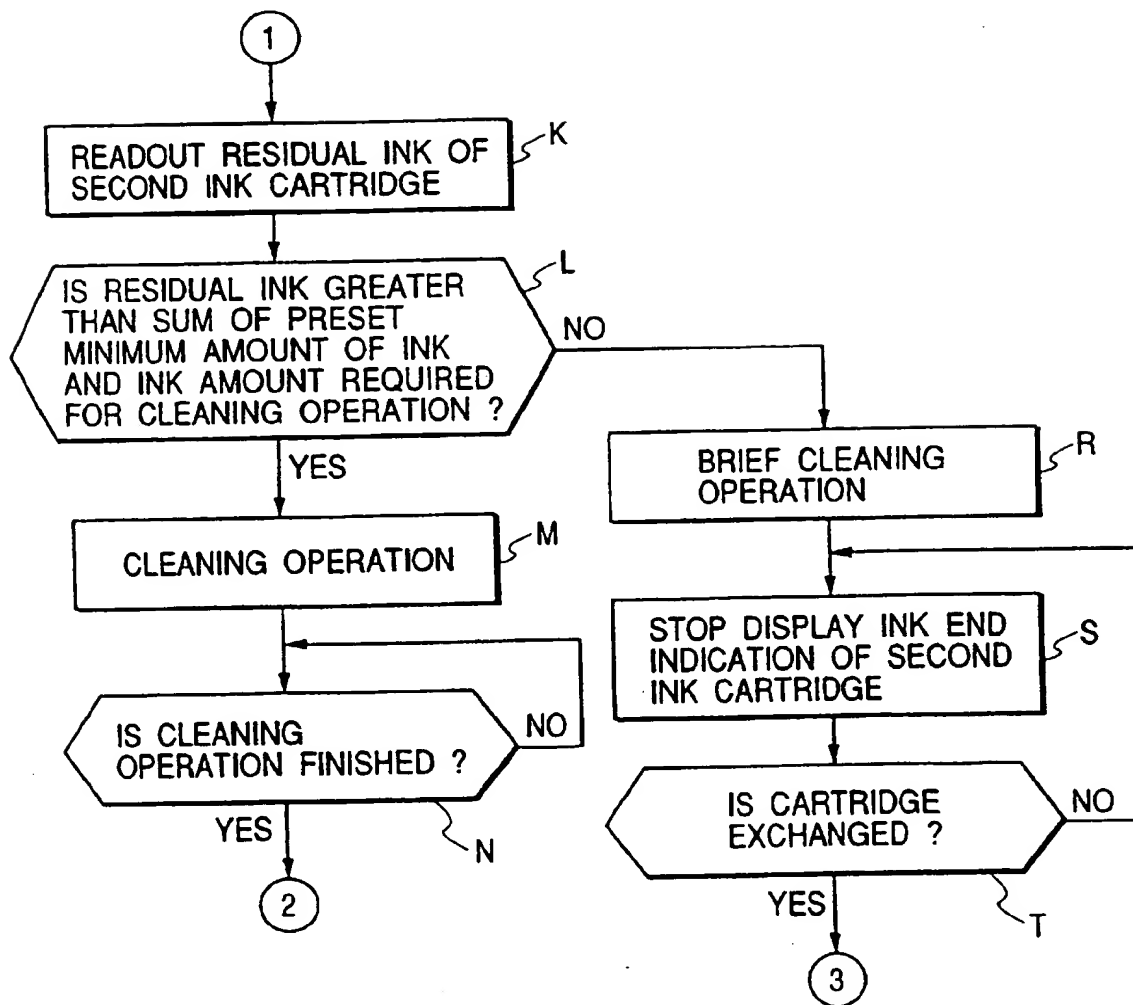 1
READOUT RESIDUAL INK OF
SECOND INK CARTRIDGE
K
IS RESIDUAL INK GREATER
THAN SUM OF PRESET
MINIMUM AMOUNT OF INK
AND INK AMOUNT REQUIRED
FOR CLEANING OPERATION ?
L
NO
YES
CLEANING OPERATION
M
IS CLEANING
OPERATION FINISHED ?
NO
YES
N
2
BRIEF CLEANING
OPERATION
R
STOP DISPLAY INK END
INDICATION OF SECOND
INK CARTRIDGE
S
IS CARTRIDGE
EXCHANGED ?
NO
YES
T
3